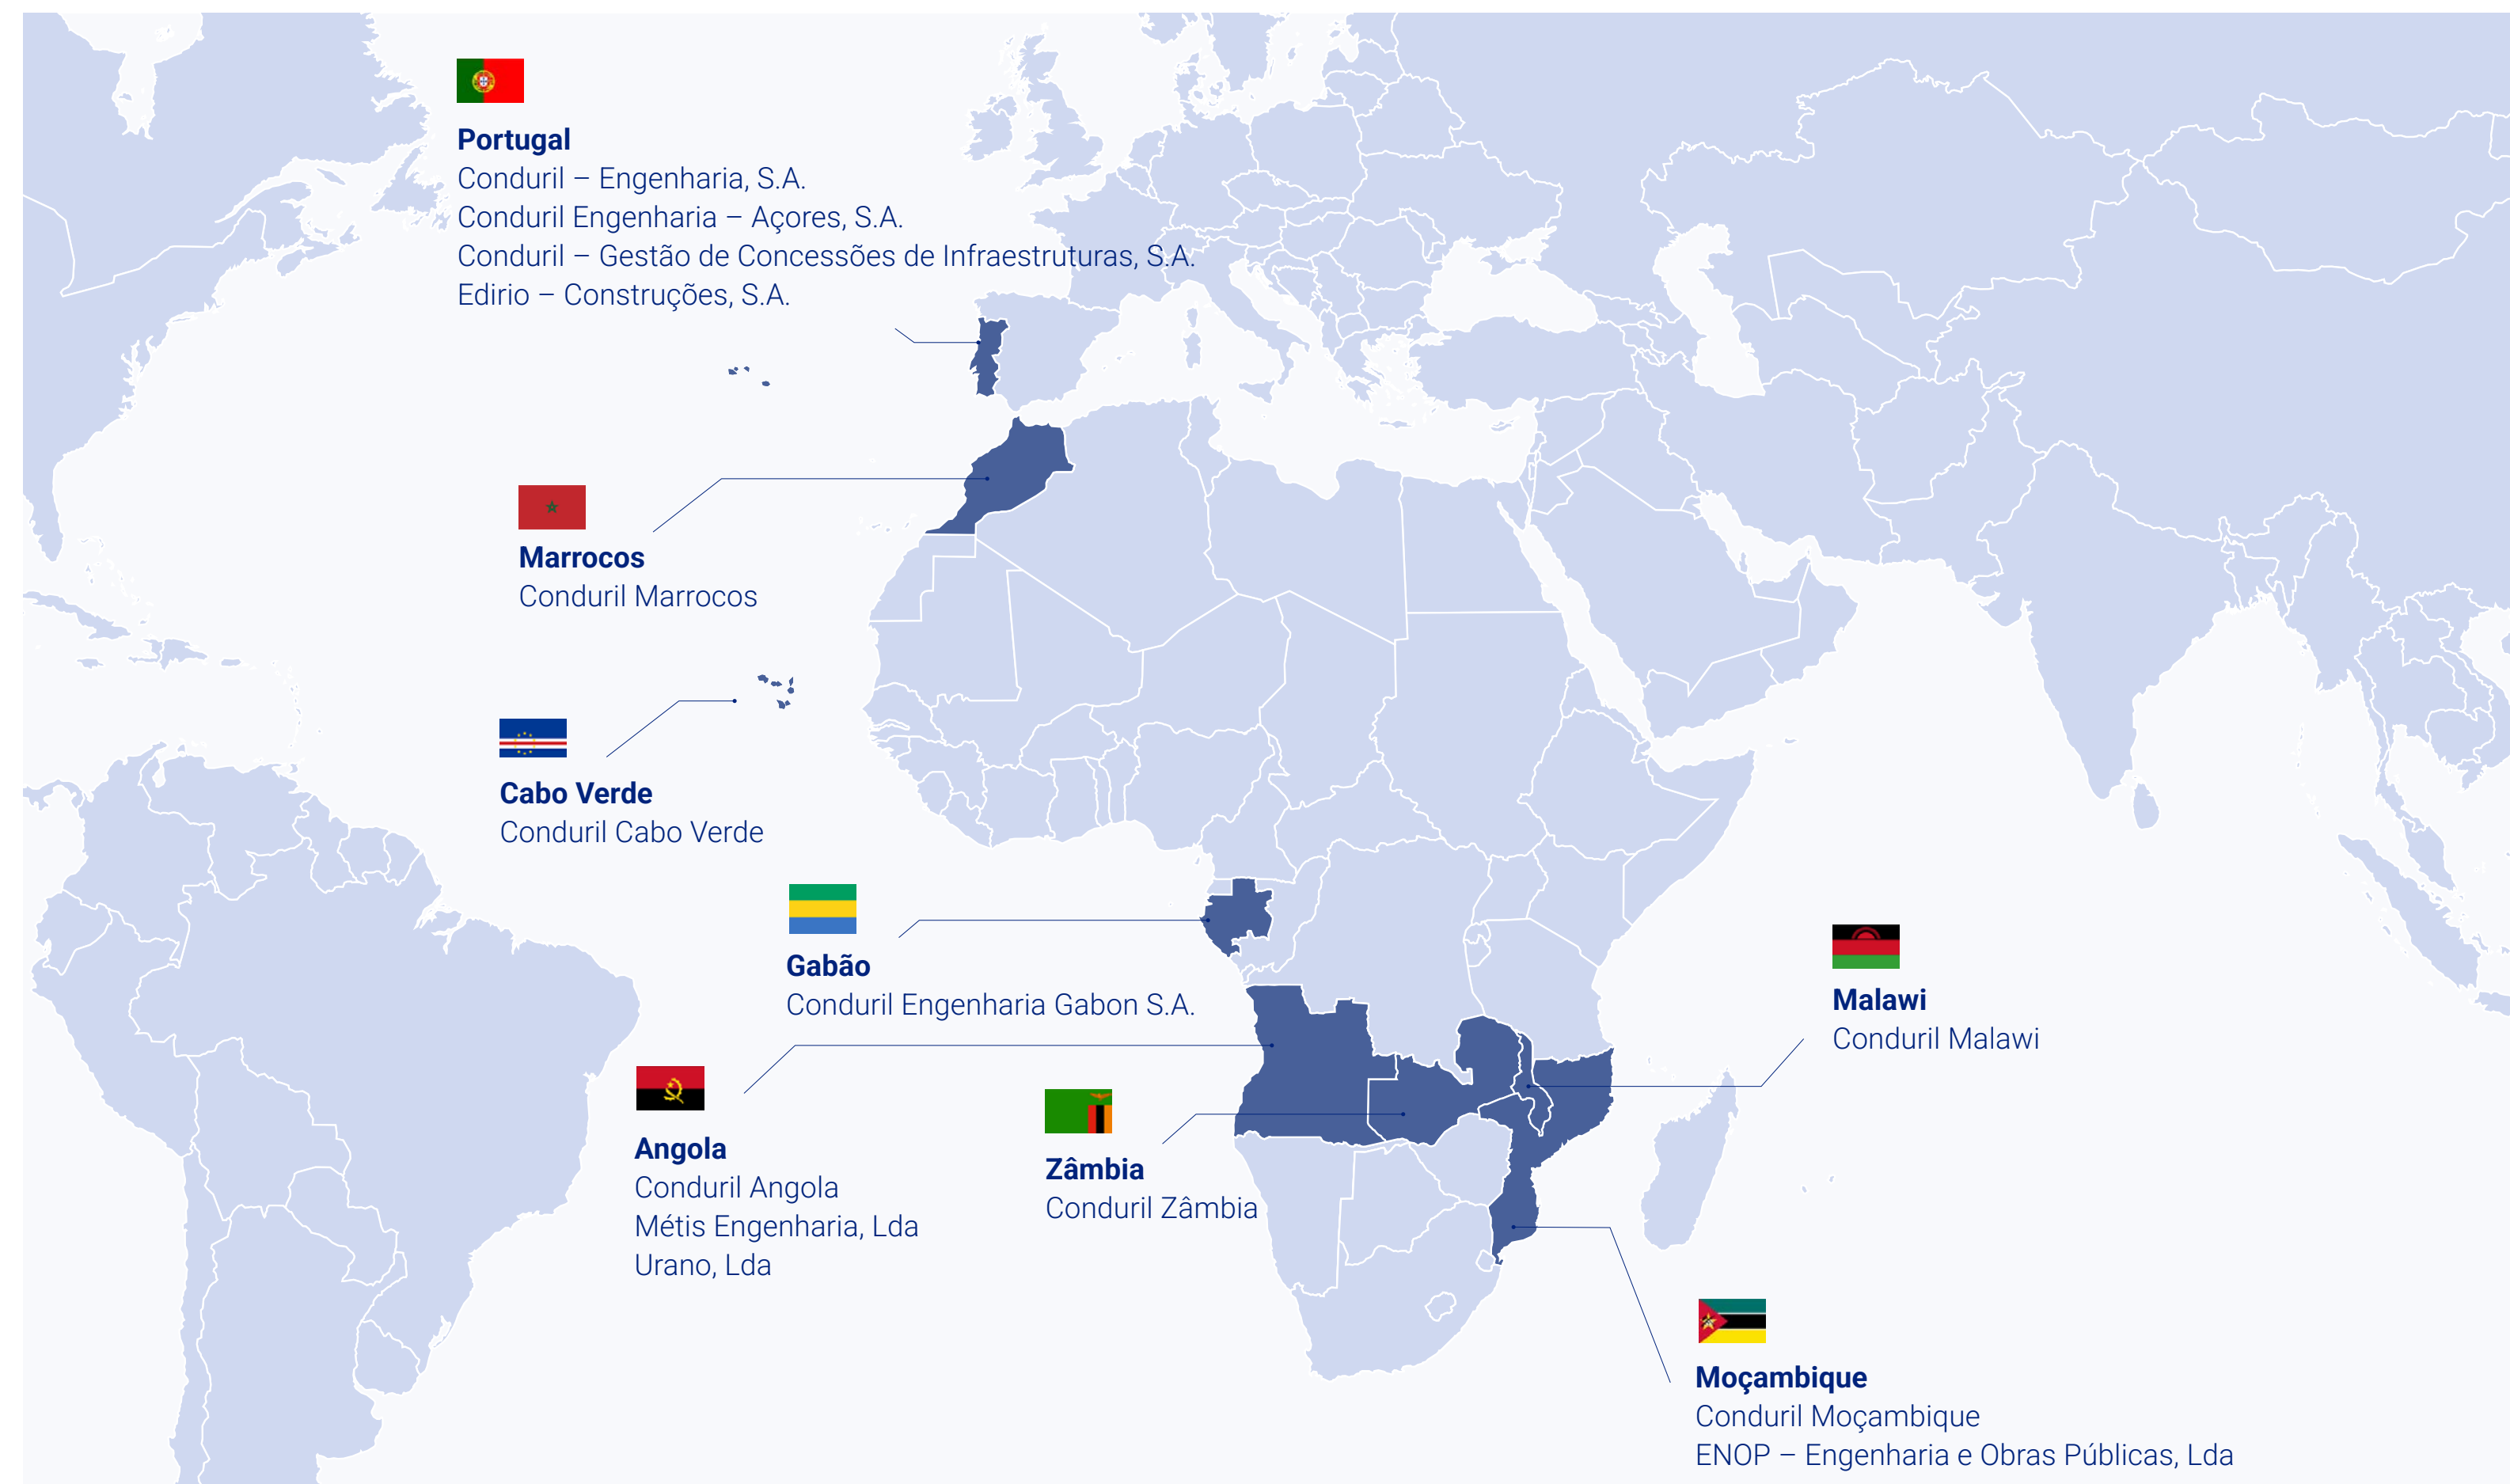 Portugal
Conduril – Engenharia, S.A.
Conduril Engenharia – Açores, S.A.
Conduril – Gestão de Concessões de Infraestruturas, S.A.
Edirio – Construções, S.A.
Marrocos
Conduril Marrocos
Cabo Verde
Conduril Cabo Verde
Gabão
Conduril Engenharia Gabon S.A.
Malawi
Conduril Malawi
Angola
Conduril Angola
Métis Engenharia, Lda
Urano, Lda
Zâmbia
Conduril Zâmbia
Moçambique
Conduril Moçambique
ENOP – Engenharia e Obras Públicas, Lda